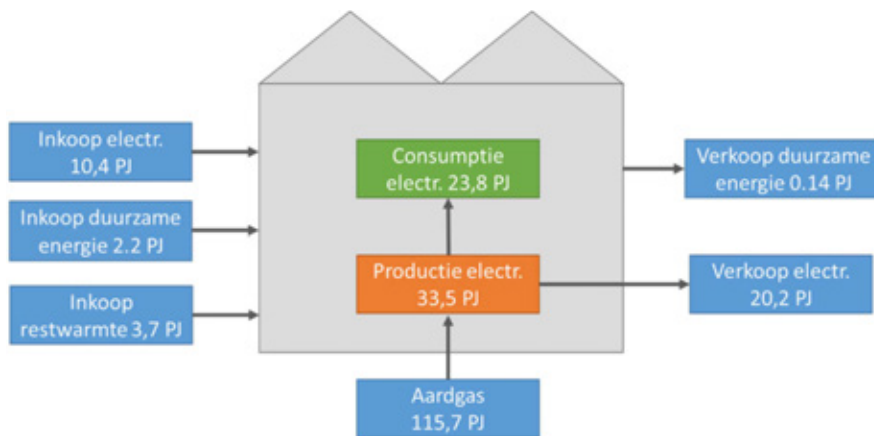 Inkoop electr.
10,4 PJ
Inkoop duurzame
energie 2.2 PJ
Inkoop
restwarmte 3,7 PJ
Consumptie
electr. 23,8 PJ
Productie electr.
33,5 PJ
Aardgas
115,7 PJ
Verkoop duurzame
energie 0.14 PJ
Verkoop electr.
20,2 PJ